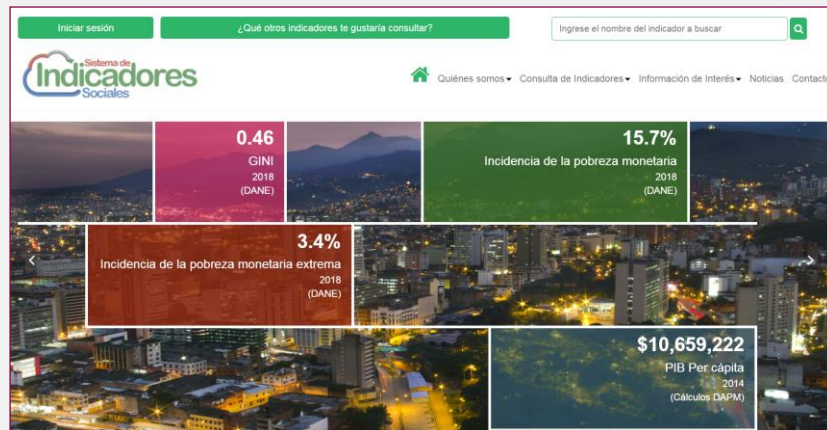 Iniciar sesión
¿Qué otros indicadores te gustaría consultar?
Ingrese el nombre del indicador a buscar
Sistema de
Indicadores
Sociales
Quiénes somos
Consulta de Indicadores
Información de Interés
Noticias
0.46
GINI
2018
(DANE)
15.7%
Incidencia de la pobreza monetaria
2018
(DANE)
3.4%
Incidencia de la pobreza monetaria extrema
2018
(DANE)
$10,659,222
PIB Per cápita
2014
(Cálculos DAPM)